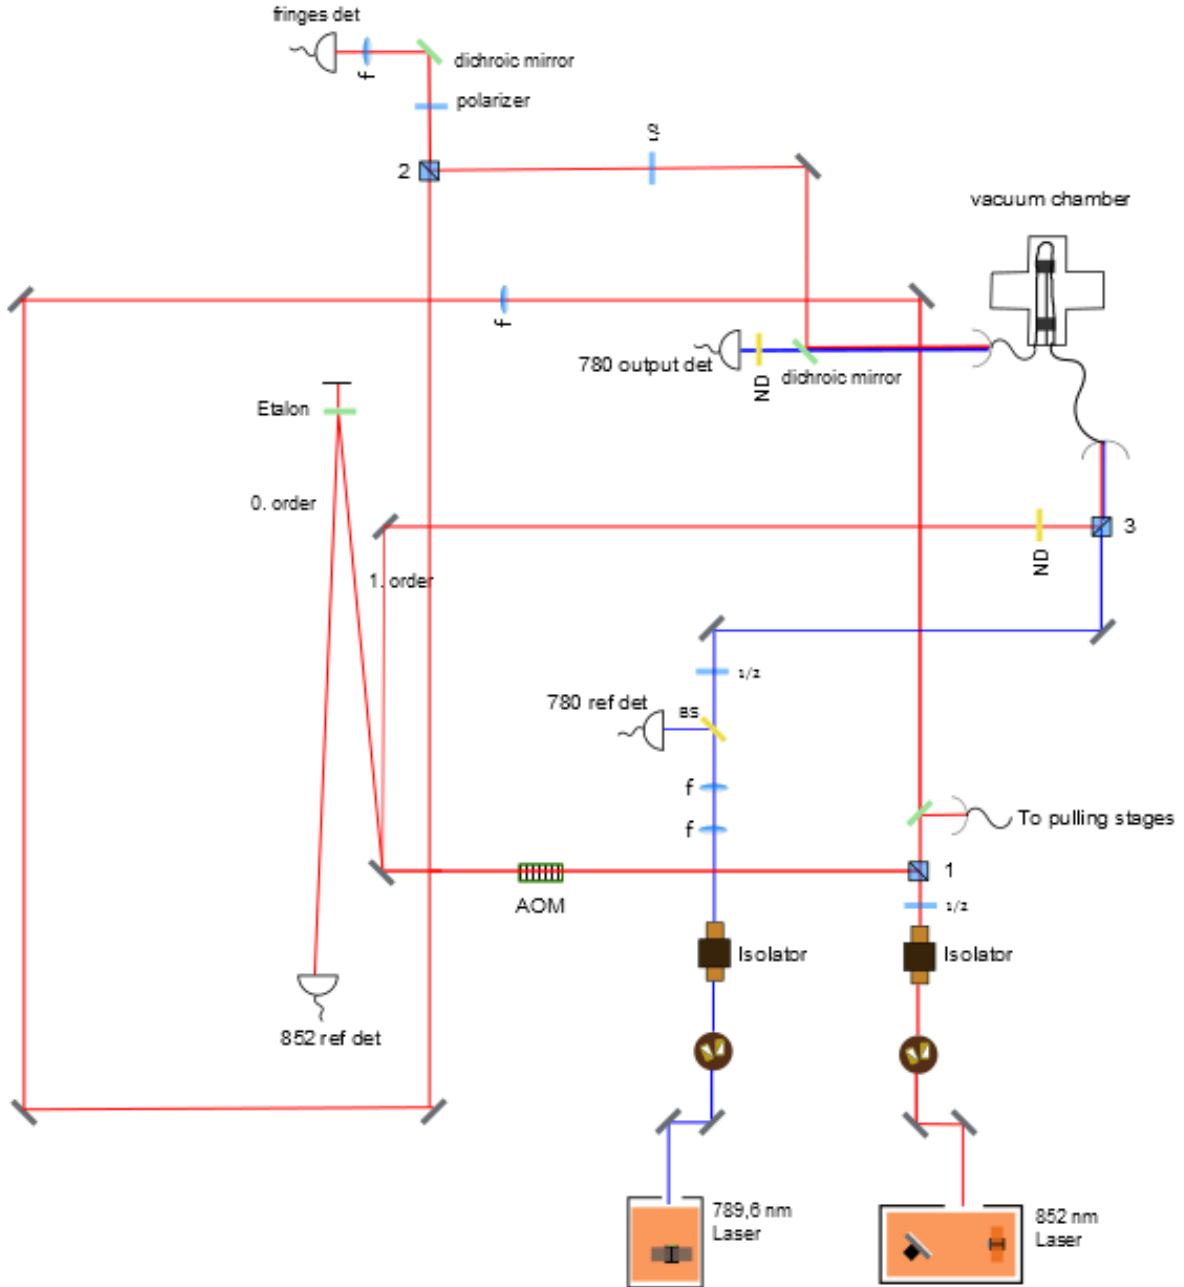 fringes det
dichroic mirror
f
polarizer
2
vacuum chamber
f
780 output det
ND
dichroic mirror
Etalon
0. order
3
ND
1. order
1/2
780 ref det
BS
f
f
To pulling stages
1
AOM
1/2
Isolator
Isolator
852 ref det
789,6 nm
Laser
852 nm
Laser